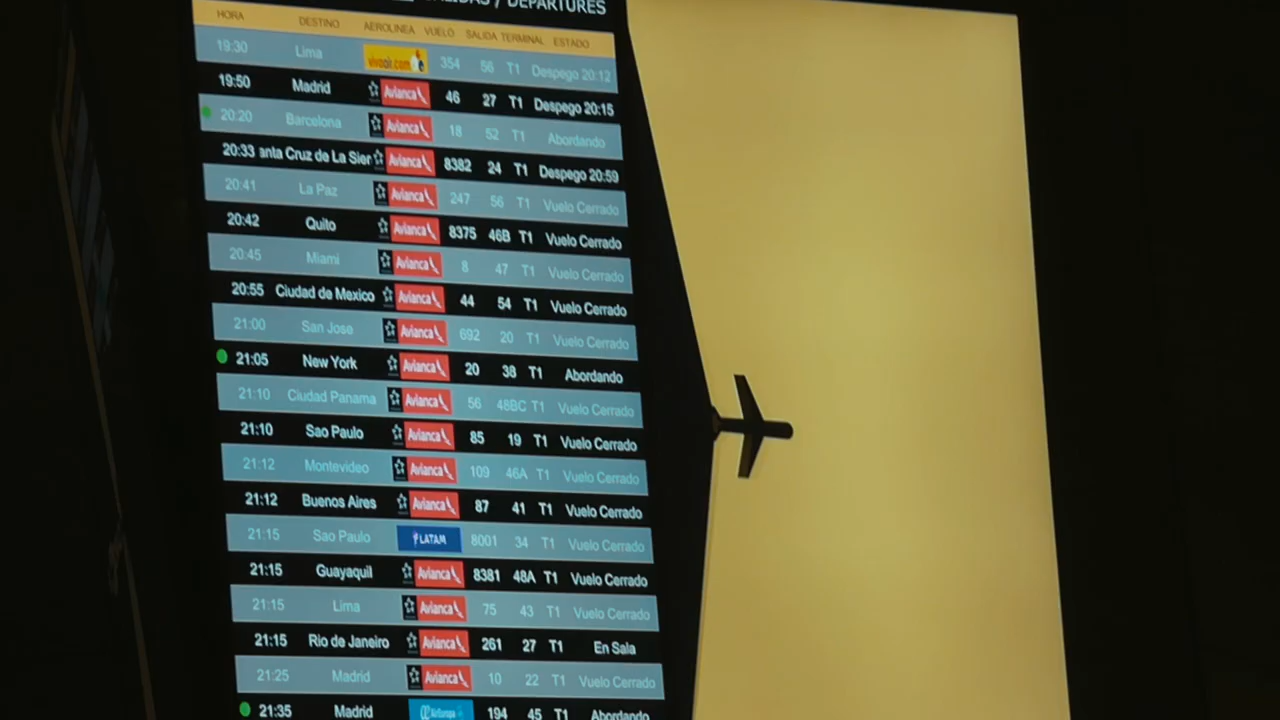 SALIDAS / DEPARTURES
HORA DESTINO AEROLINEA VUELO SALIDA TERMINAL ESTADO
19:30 Lima vivaair.com 354 56 T1 Despego 20:12
19:50 Madrid Avianca 46 27 T1 Despego 20:15
20:20 Barcelona Avianca 18 52 T1 Abordando
20:33 anta Cruz de La Sier Avianca 8382 24 T1 Despego 20:59
20:41 La Paz Avianca 247 56 T1 Vuelo Cerrado
20:42 Quito Avianca 8375 46B T1 Vuelo Cerrado
20:45 Miami Avianca 8 47 T1 Vuelo Cerrado
20:55 Ciudad de Mexico Avianca 44 54 T1 Vuelo Cerrado
21:00 San Jose Avianca 692 20 T1 Vuelo Cerrado
21:05 New York Avianca 20 38 T1 Abordando
21:10 Ciudad Panama Avianca 56 48BC T1 Vuelo Cerrado
21:10 Sao Paulo Avianca 85 19 T1 Vuelo Cerrado
21:12 Montevideo Avianca 109 46A T1 Vuelo Cerrado
21:12 Buenos Aires Avianca 87 41 T1 Vuelo Cerrado
21:15 Sao Paulo LATAM 8001 34 T1 Vuelo Cerrado
21:15 Guayaquil Avianca 8381 48A T1 Vuelo Cerrado
21:15 Lima Avianca 75 43 T1 Vuelo Cerrado
21:15 Rio de Janeiro Avianca 261 27 T1 En Sala
21:25 Madrid Avianca 10 22 T1 Vuelo Cerrado
21:35 Madrid AirEuropa 194 45 T1 Abordando